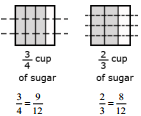 3/4 cup
of sugar
3/4 = 9/12
2/3 cup
of sugar
2/3 = 8/12